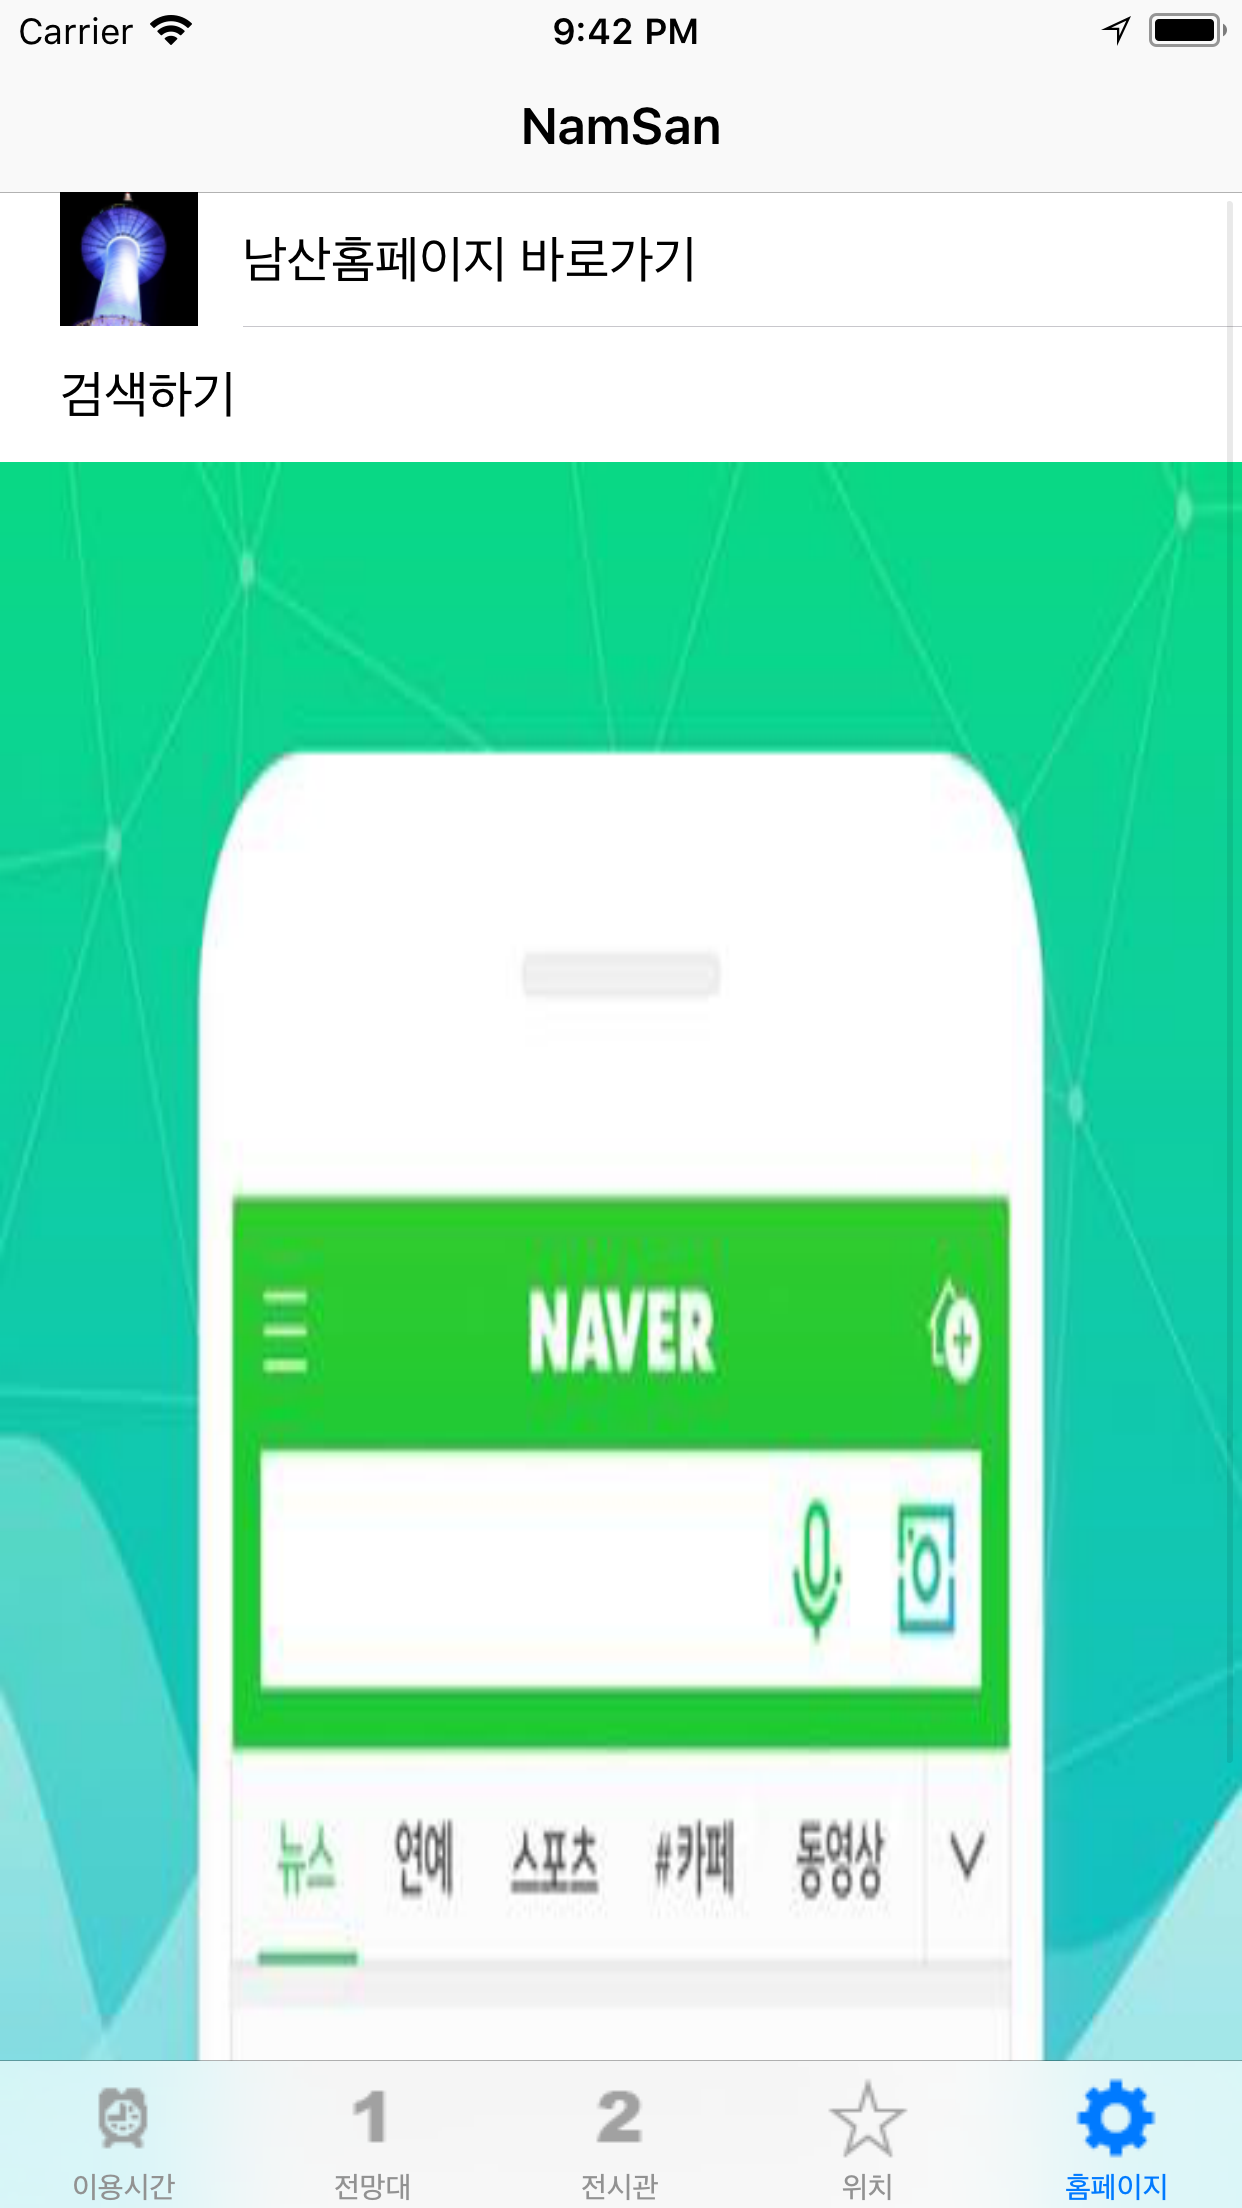 Carrier 9:42 PM
NamSan
남산홈페이지 바로가기
검색하기
NAVER
뉴스 연예 스포츠 #카페 동영상
1 2
이용시간 전망대 전시관 위치 홈페이지